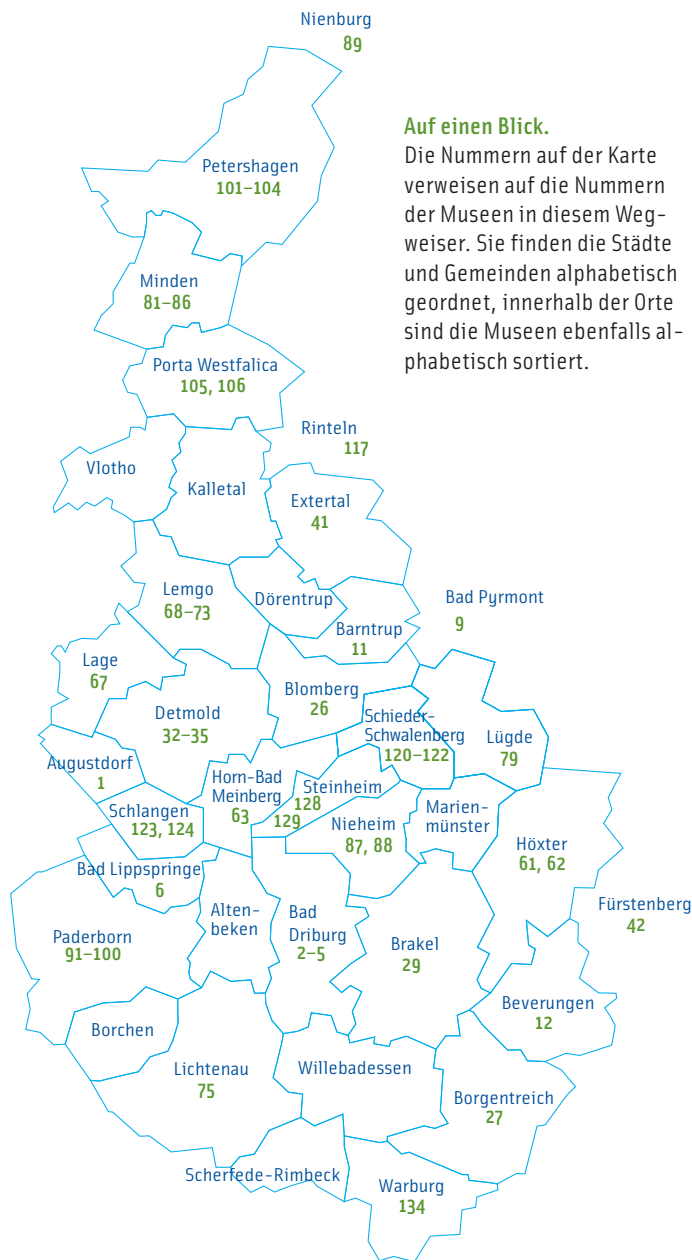 Nienburg
89
Auf einen Blick.
Die Nummern auf der Karte
verweisen auf die Nummern
der Museen in diesem Weg-
weiser. Sie finden die Städte
und Gemeinden alphabetisch
geordnet, innerhalb der Orte
sind die Museen ebenfalls al-
phabetisch sortiert.
Petershagen
101–104
Minden
81–86
Porta Westfalica
105, 106
Rinteln
117
Vlotho
Kalletal
Extertal
41
Lemgo
68–73
Dörentrup
Bad Pyrmont
9
Barntrup
11
Lage
67
Blomberg
26
Detmold
32–35
Schieder-
Schwalenberg
120–122
Lügde
79
Augustdorf
1
Horn-Bad
Meinberg
63
Steinheim
128
129
Schlangen
123, 124
Nieheim
87, 88
Marien-
münster
Höxter
61, 62
Bad Lippspringe
6
Fürstenberg
42
Alten-
beken
Bad
Driburg
2–5
Paderborn
91–100
Brakel
29
Beverungen
12
Borchen
Lichtenau
75
Willebadessen
Borgentreich
27
Scherfede-Rimbeck
Warburg
134